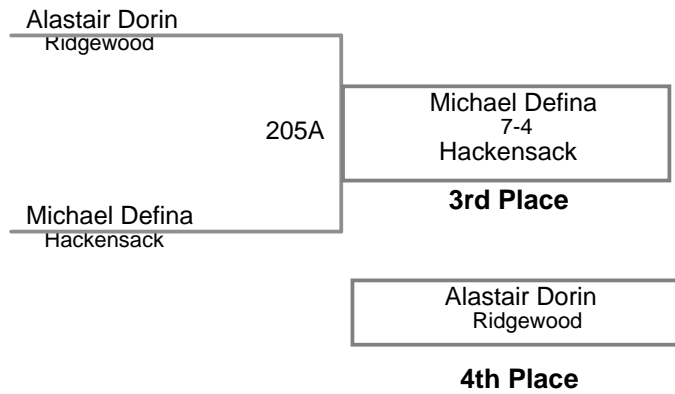 Alastair Dorin
Ridgewood
205A
Michael Defina
7-4
Hackensack
3rd Place
Michael Defina
Hackensack
Alastair Dorin
Ridgewood
4th Place